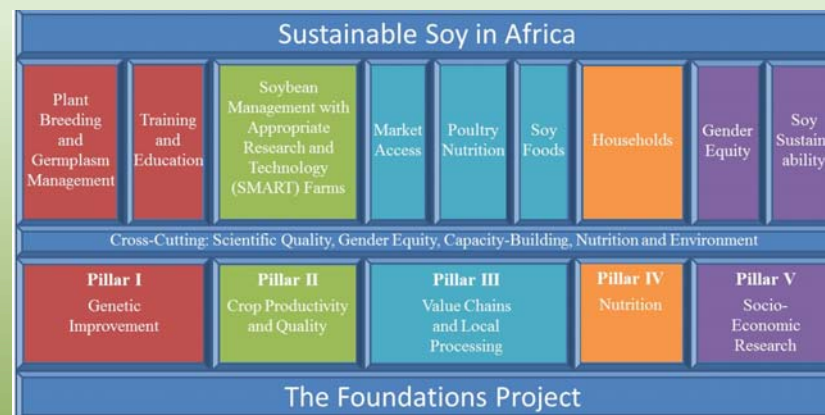 Sustainable Soy in Africa
Plant
Breeding
and
Germplasm
Management
Training
and
Education
Soybean
Management with
Appropriate
Research and
Technology
(SMART) Farms
Market
Access
Poultry
Nutrition
Soy
Foods
Households
Gender
Equity
Soy
Sustain
ability
Cross-Cutting: Scientific Quality, Gender Equity, Capacity-Building, Nutrition and Environment
Pillar I
Genetic
Improvement
Pillar II
Crop Productivity
and Quality
Pillar III
Value Chains
and Local
Processing
Pillar IV
Nutrition
Pillar V
Socio-
Economic
Research
The Foundations Project